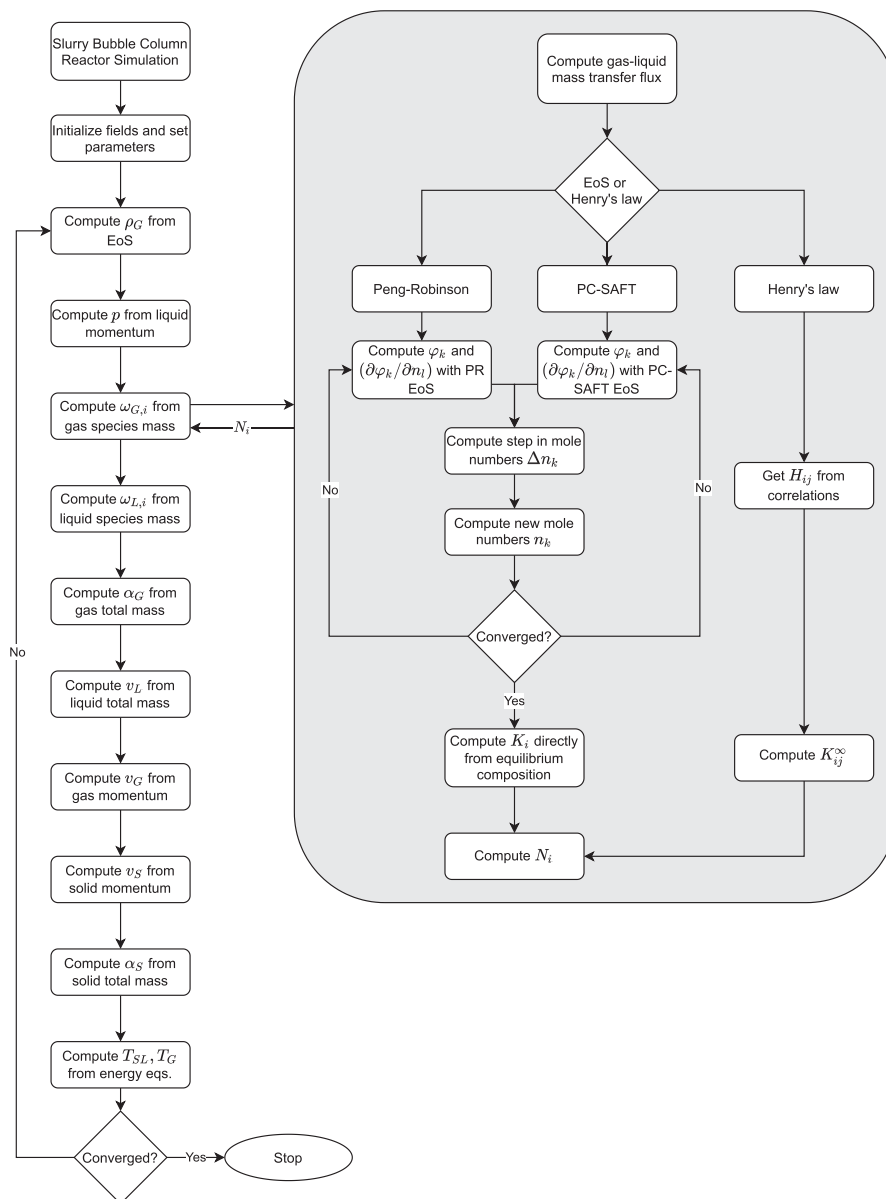 Slurry Bubble Column
Reactor Simulation
Initialize fields and set
parameters
Compute ρ_G from
EoS
Compute p from liquid
momentum
Compute ω_{G,i} from
gas species mass
N_i
Compute ω_{L,i} from
liquid species mass
Compute α_G from
gas total mass
Compute v_L from
liquid total mass
Compute v_G from
gas momentum
Compute v_S from
solid momentum
Compute α_S from
solid total mass
Compute T_{SL}, T_G
from energy eqs.
Converged?
No
Yes
Stop
Compute gas-liquid
mass transfer flux
EoS or
Henry's law
Peng-Robinson
PC-SAFT
Henry's law
Compute φ_k and
(∂φ_k/∂n_l) with PR
EoS
Compute φ_k and
(∂φ_k/∂n_l) with PC-
SAFT EoS
Compute step in mole
numbers Δn_k
Compute new mole
numbers n_k
Converged?
No
No
Yes
Compute K_i directly
from equilibrium
composition
Get H_{ij} from
correlations
Compute K_{ij}^∞
Compute N_i